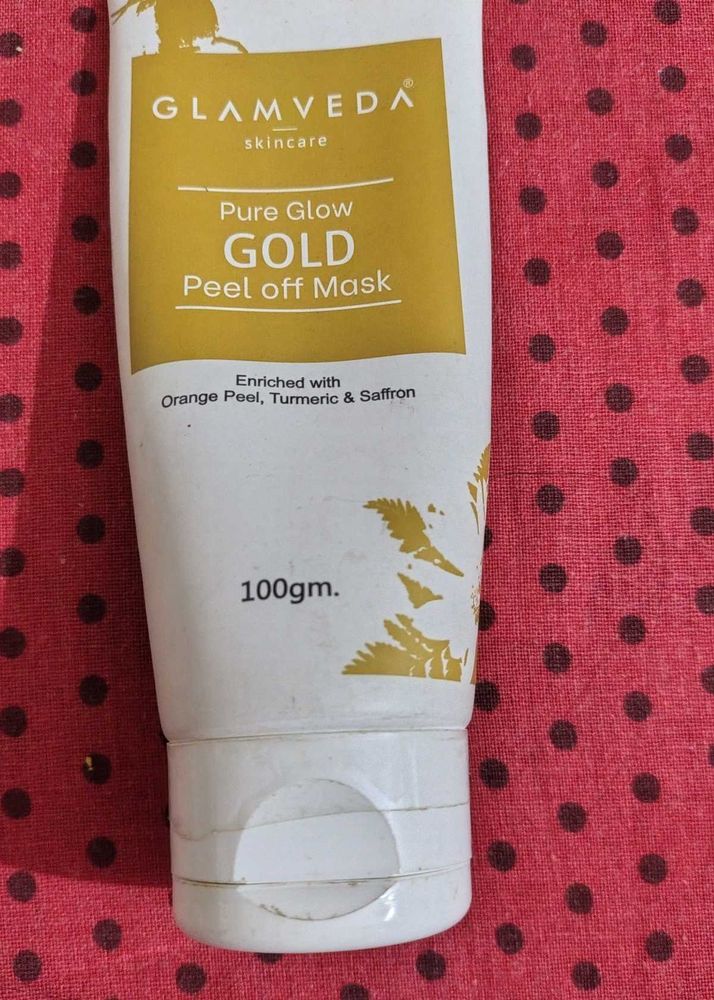 GLAMVEDA®
skincare
Pure Glow
GOLD
Peel off Mask
Enriched with
Orange Peel, Turmeric & Saffron
100gm.